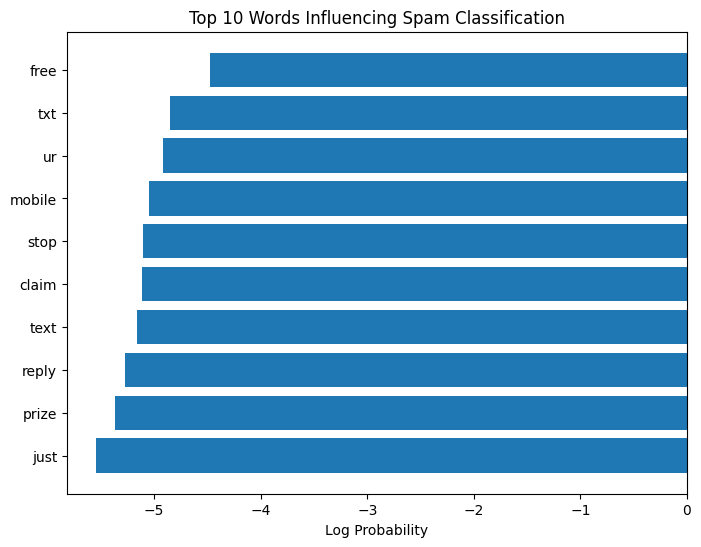 Top 10 Words Influencing Spam Classification
free
txt
ur
mobile
stop
claim
text
reply
prize
just
−5 −4 −3 −2 −1 0
Log Probability